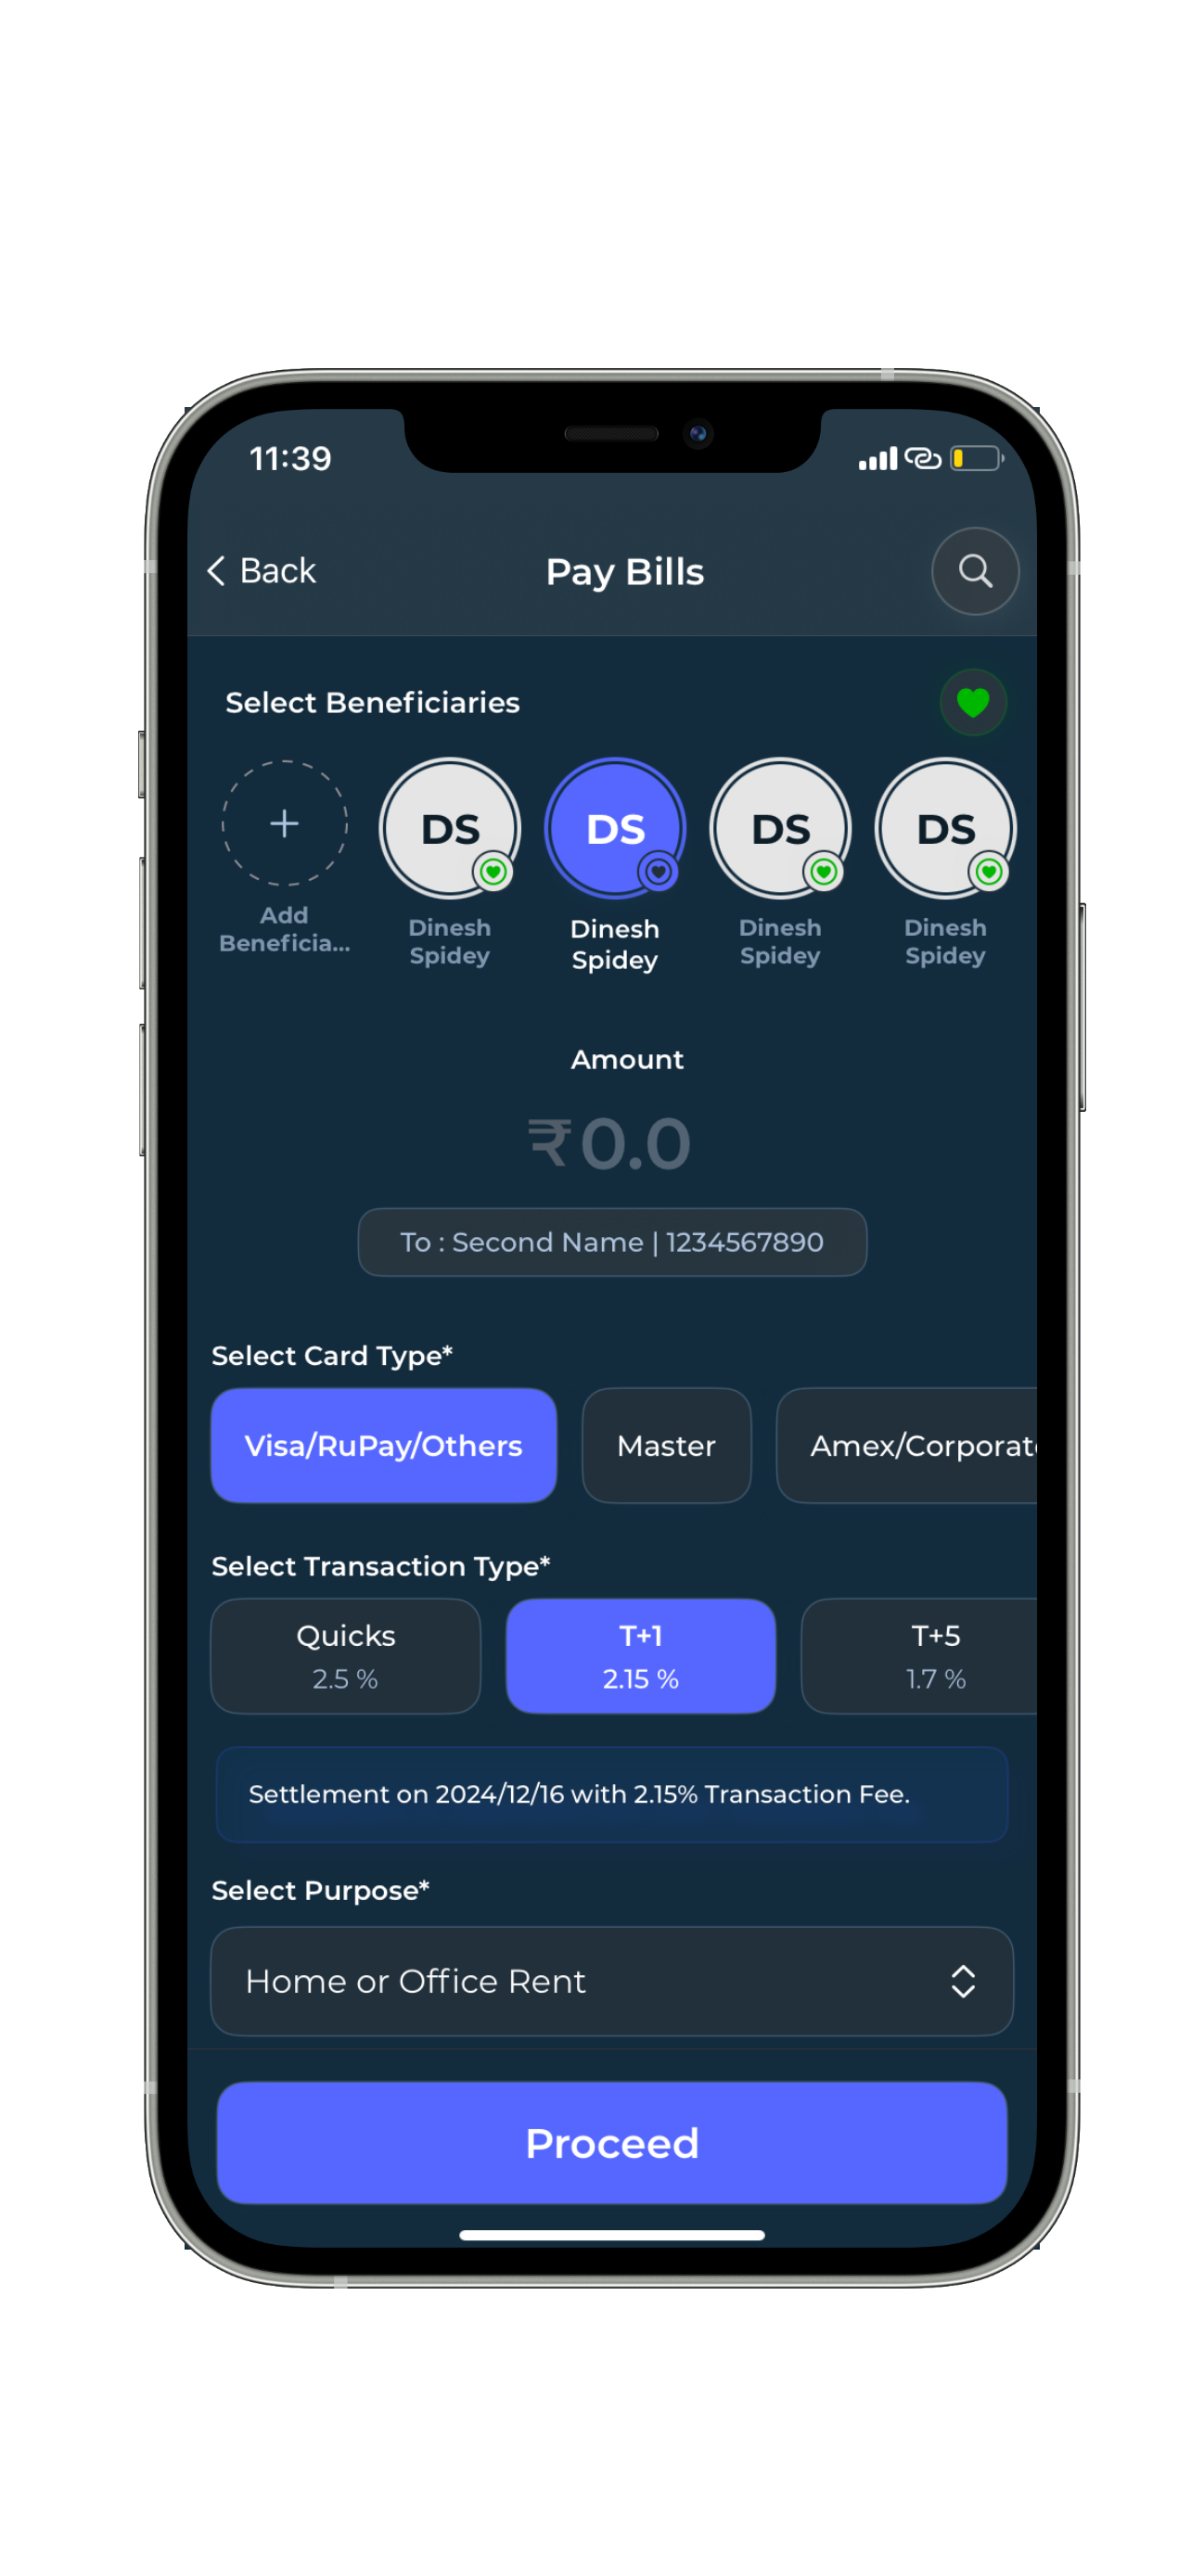 11:39
Back
Pay Bills
Select Beneficiaries
DS
DS
DS
DS
Add
Beneficia...
Dinesh
Spidey
Dinesh
Spidey
Dinesh
Spidey
Dinesh
Spidey
Amount
₹0.0
To : Second Name | 1234567890
Select Card Type*
Visa/RuPay/Others
Master
Amex/Corporate
Select Transaction Type*
Quicks
2.5 %
T+1
2.15 %
T+5
1.7 %
Settlement on 2024/12/16 with 2.15% Transaction Fee.
Select Purpose*
Home or Office Rent
Proceed